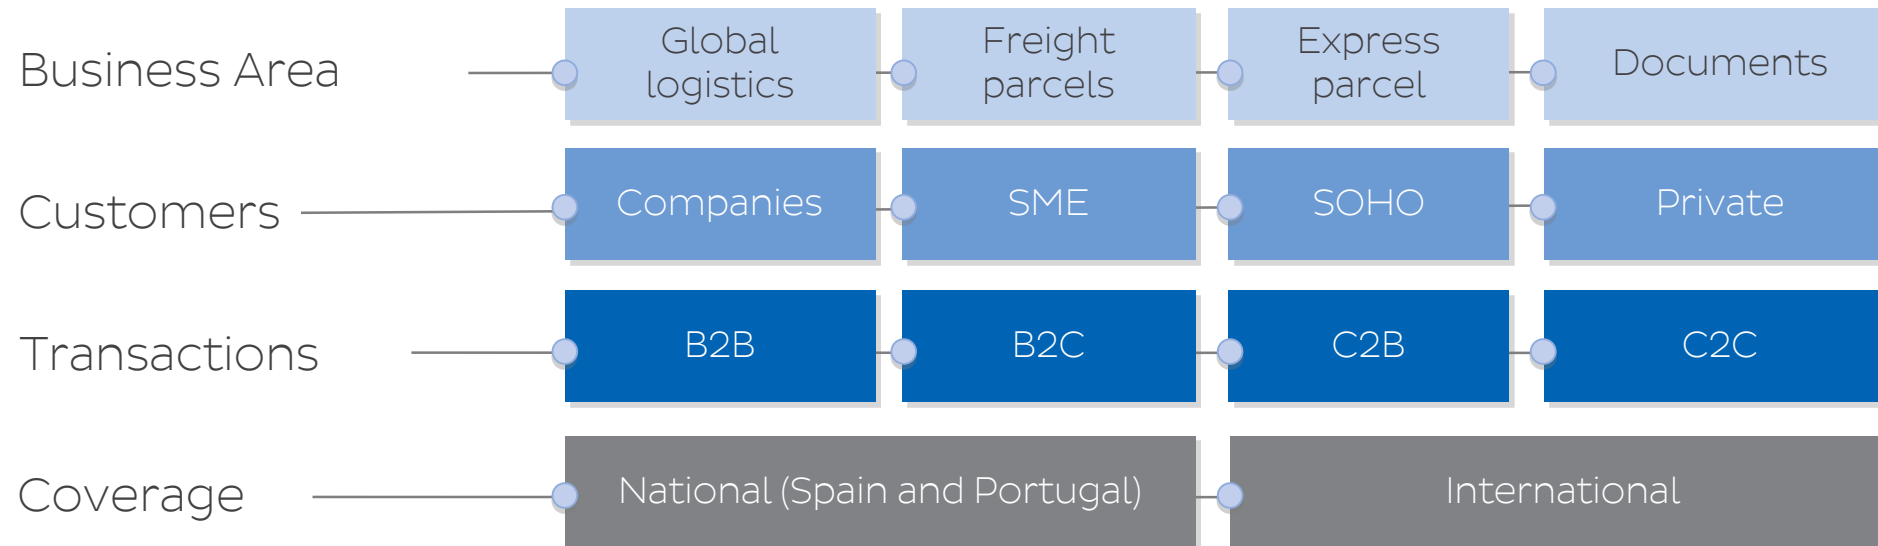 Business Area
Global
logistics
Freight
parcels
Express
parcel
Documents
Customers
Companies
SME
SOHO
Private
Transactions
B2B
B2C
C2B
C2C
Coverage
National (Spain and Portugal)
International